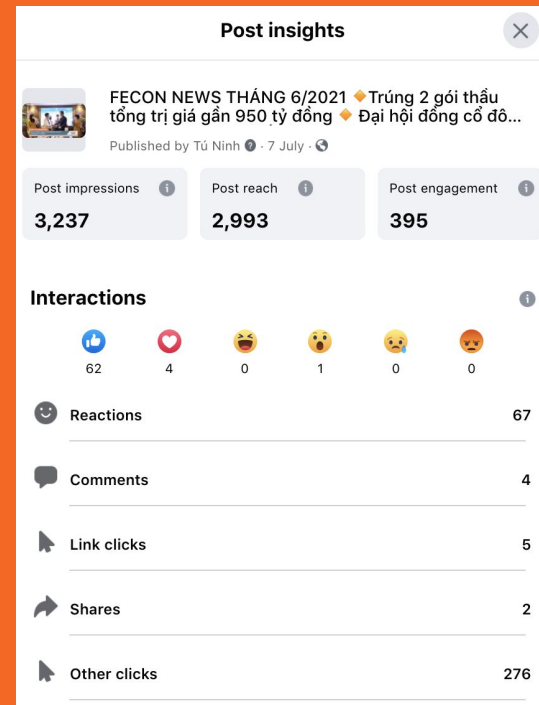 Post insights
FECON NEWS THÁNG 6/2021 🔸Trúng 2 gói thầu
tổng trị giá gần 950 tỷ đồng 🔸 Đại hội đồng cổ đô...
Published by Tú Ninh · 7 July ·
Post impressions
Post reach
Post engagement
3,237
2,993
395
Interactions
62
4
0
1
0
0
Reactions
67
Comments
4
Link clicks
5
Shares
2
Other clicks
276